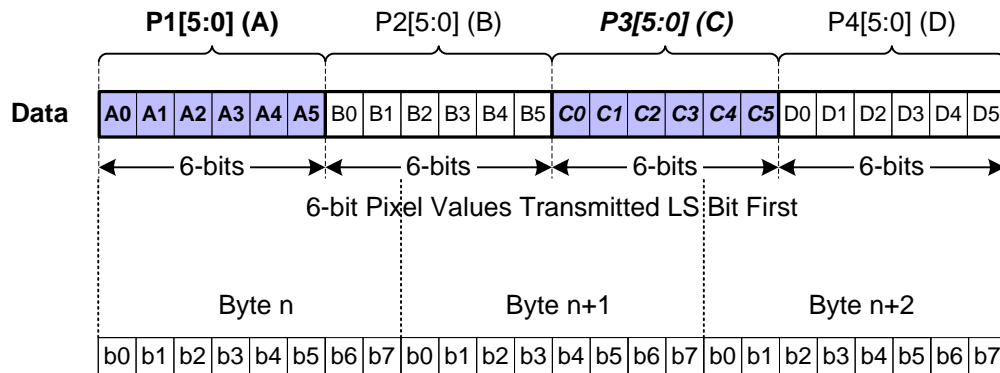 P1[5:0] (A) P2[5:0] (B) P3[5:0] (C) P4[5:0] (D)
Data A0 A1 A2 A3 A4 A5 B0 B1 B2 B3 B4 B5 C0 C1 C2 C3 C4 C5 D0 D1 D2 D3 D4 D5
6-bits 6-bits 6-bits 6-bits
6-bit Pixel Values Transmitted LS Bit First
Byte n Byte n+1 Byte n+2
b0 b1 b2 b3 b4 b5 b6 b7 b0 b1 b2 b3 b4 b5 b6 b7 b0 b1 b2 b3 b4 b5 b6 b7